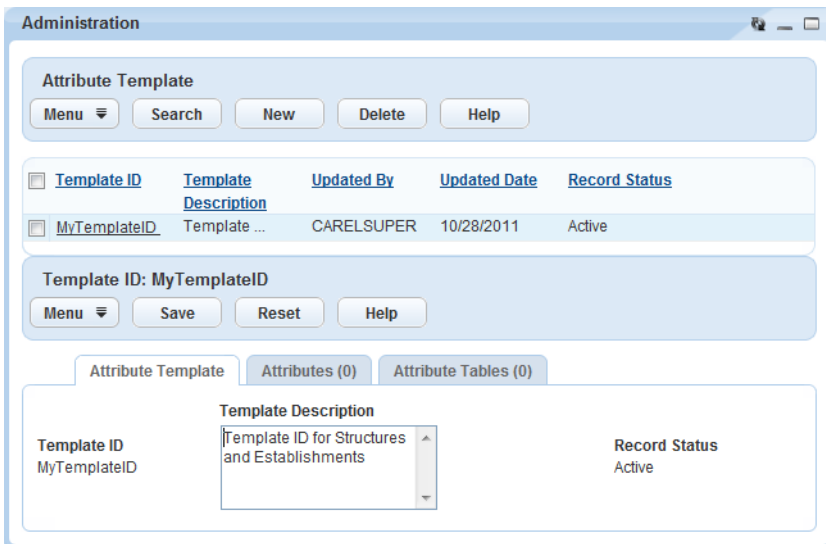 Administration
Attribute Template
Menu Search New Delete Help
Template ID Template Description Updated By Updated Date Record Status
MyTemplateID Template ... CARELSUPER 10/28/2011 Active
Template ID: MyTemplateID
Menu Save Reset Help
Attribute Template Attributes (0) Attribute Tables (0)
Template Description
Template ID for Structures
and Establishments
Template ID
MyTemplateID
Record Status
Active